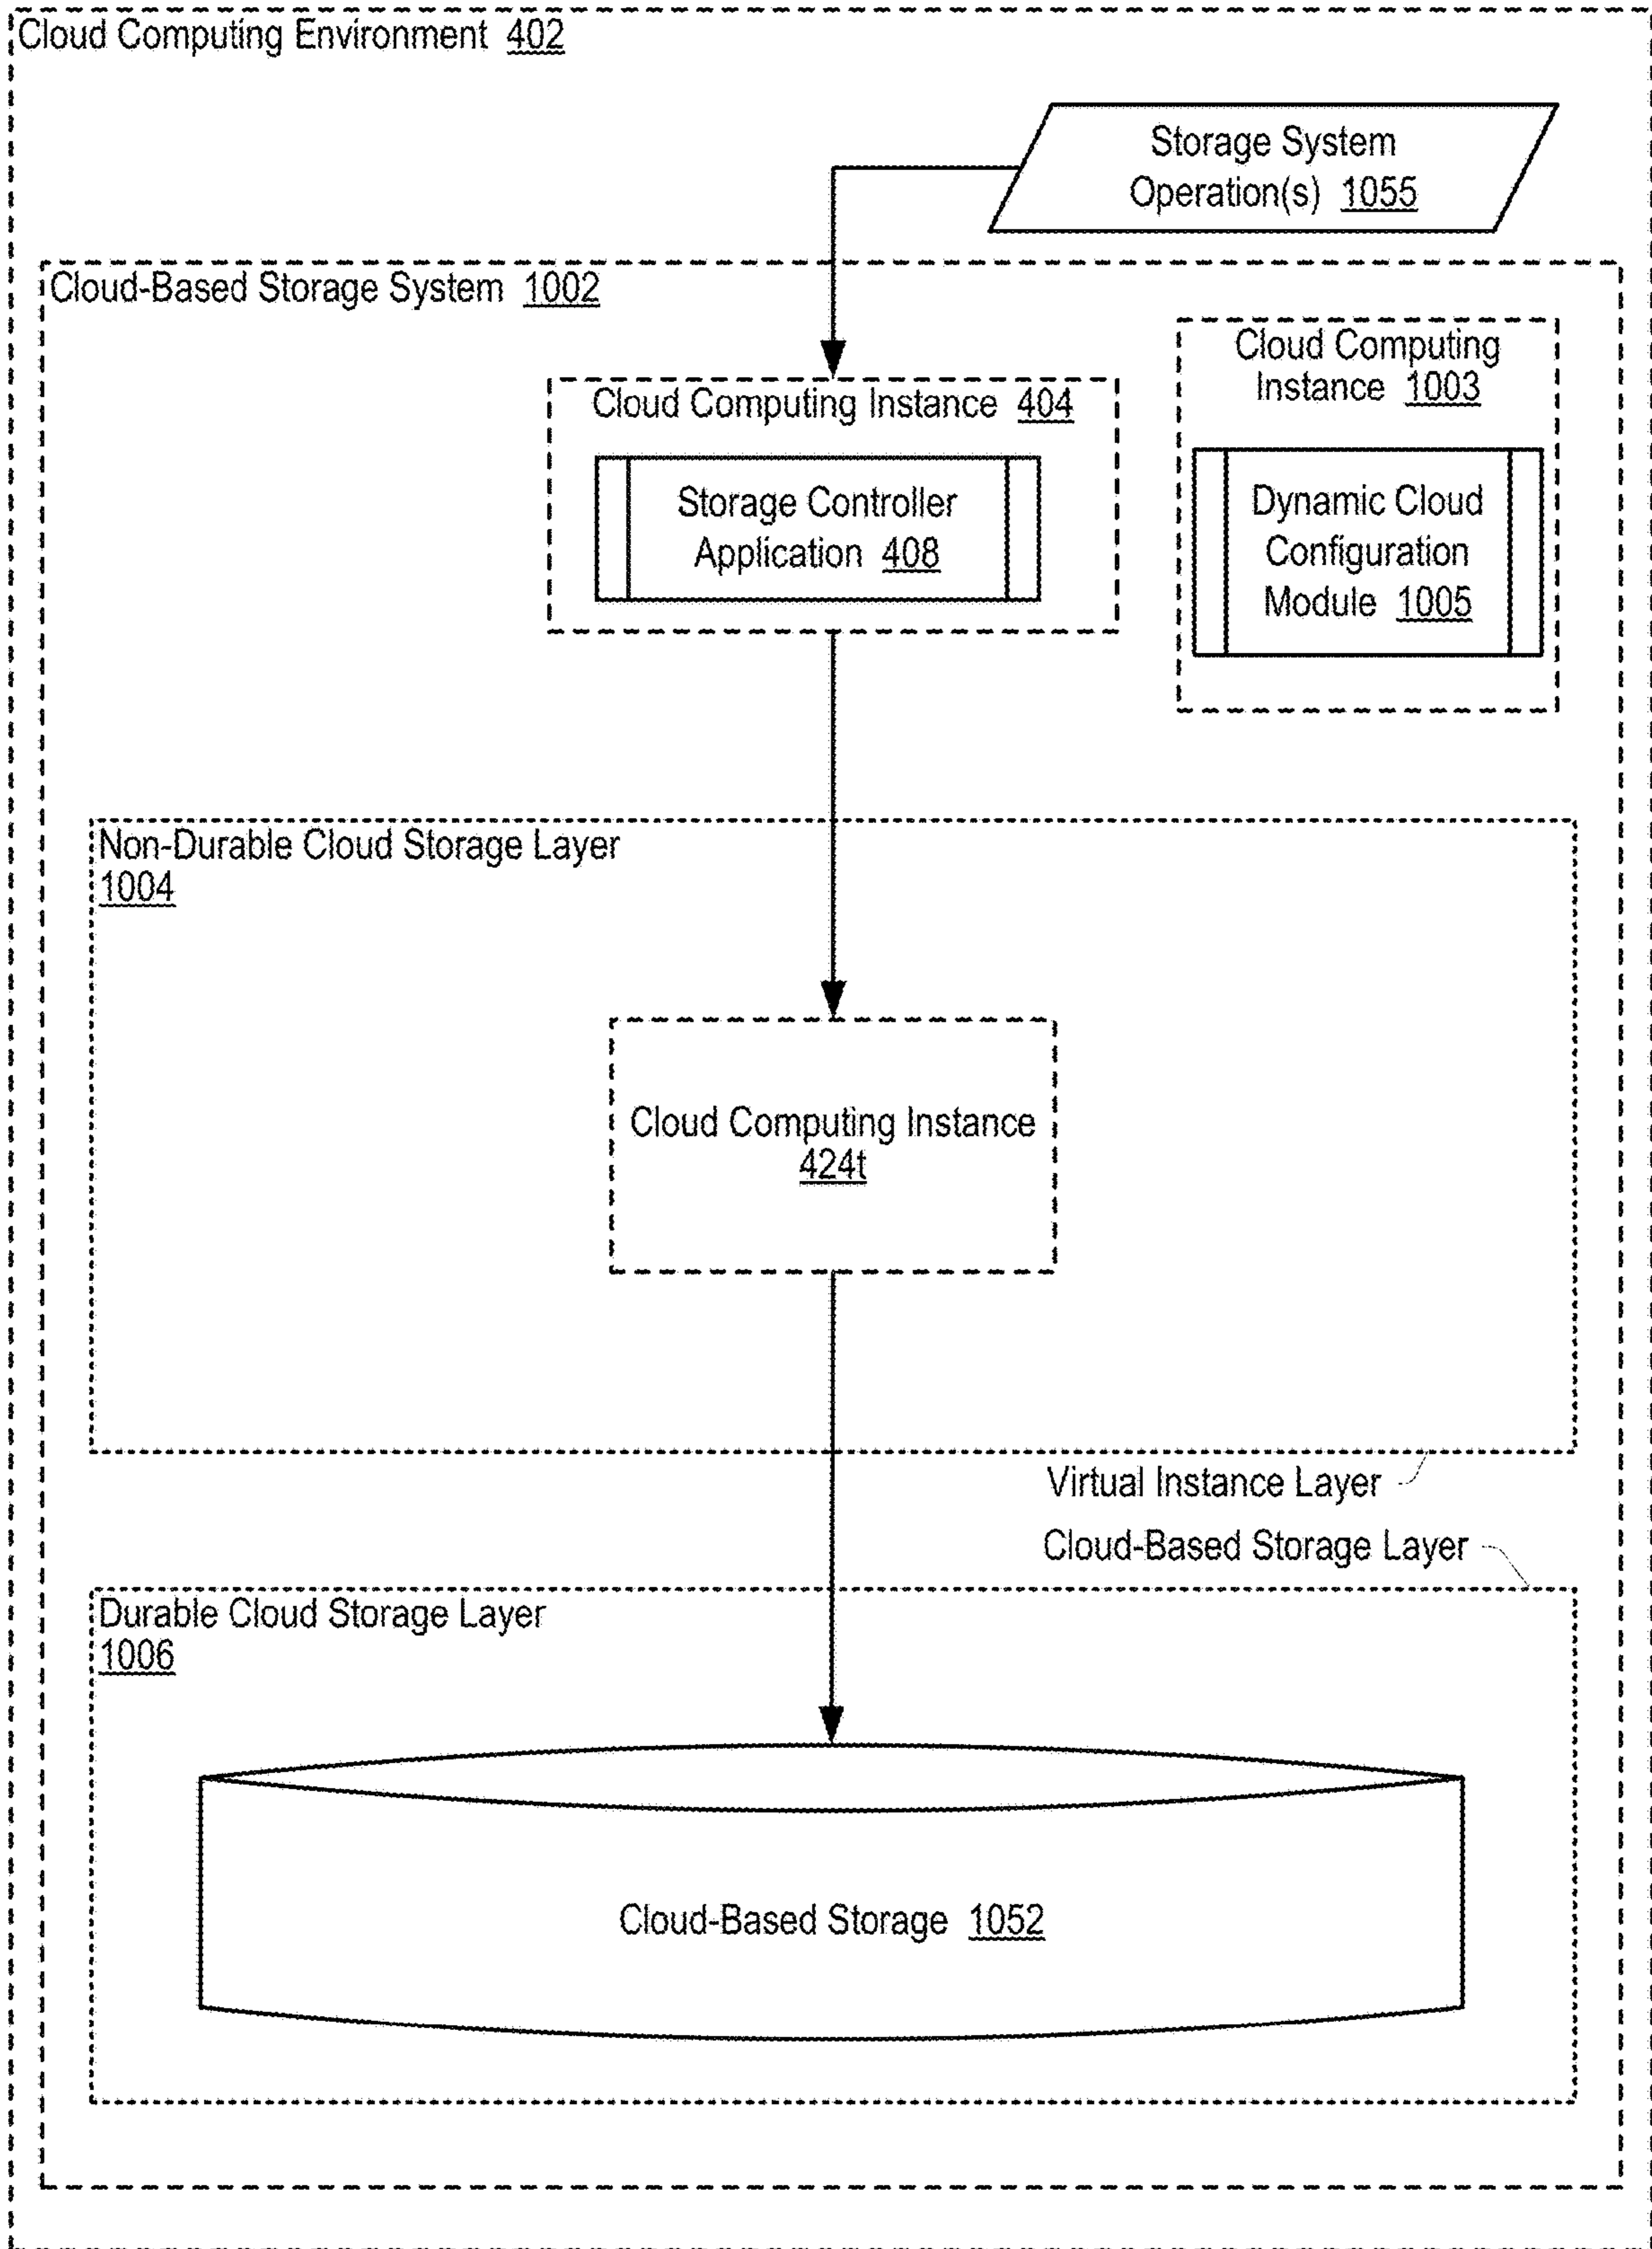 Cloud Computing Environment 402
Storage System
Operation(s) 1055
Cloud-Based Storage System 1002
Cloud Computing
Instance 1003
Cloud Computing Instance 404
Storage Controller
Application 408
Dynamic Cloud
Configuration
Module 1005
Non-Durable Cloud Storage Layer
1004
Cloud Computing Instance
424t
Virtual Instance Layer
Cloud-Based Storage Layer
Durable Cloud Storage Layer
1006
Cloud-Based Storage 1052